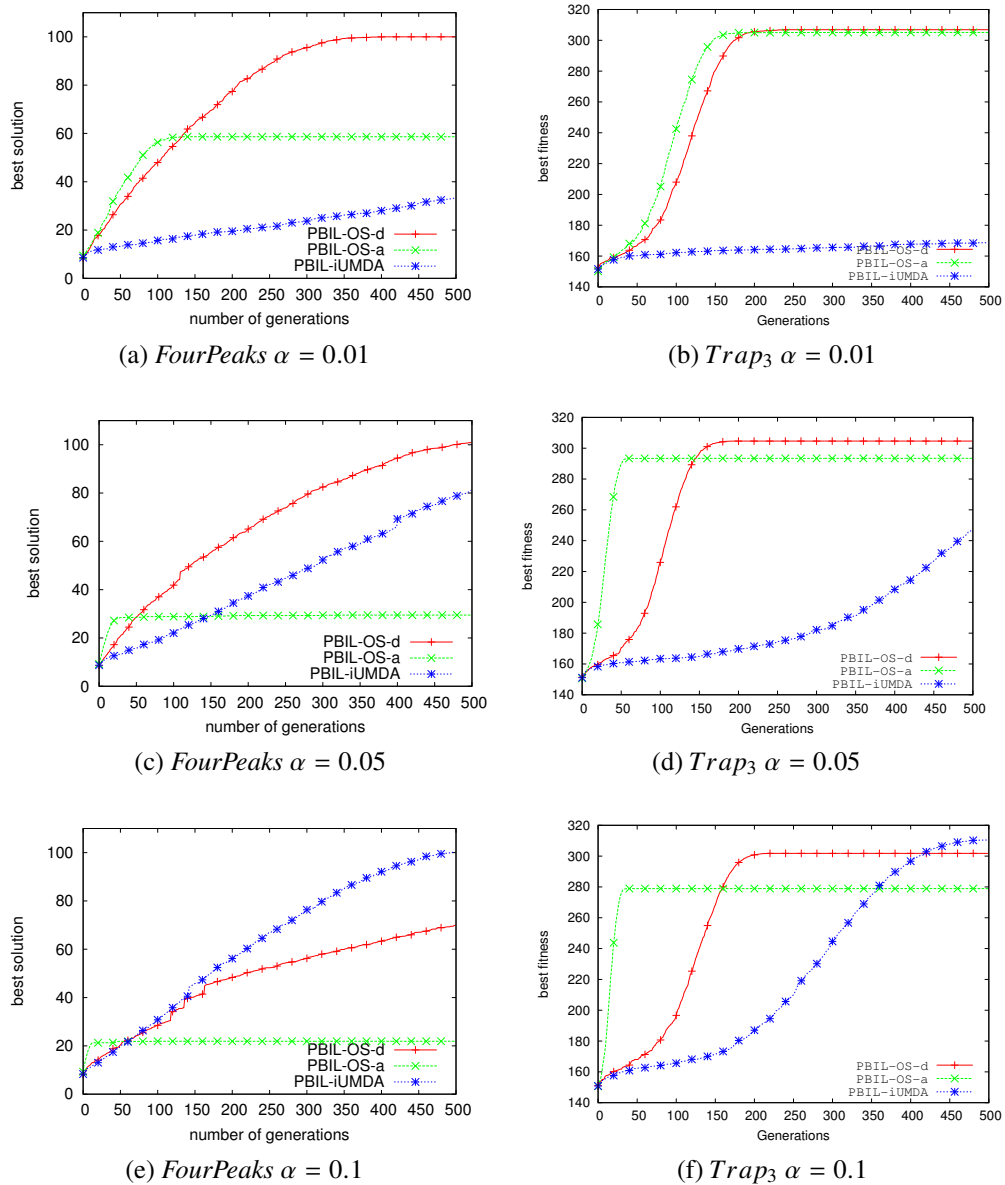 100
80
60
40
20
0
best solution
0 50 100 150 200 250 300 350 400 450 500
number of generations
PBIL-OS-d
PBIL-OS-a
PBIL-iUMDA
(a) FourPeaks α = 0.01
320
300
280
260
240
220
200
180
160
140
best fitness
0 50 100 150 200 250 300 350 400 450 500
Generations
PBIL-OS-d
PBIL-OS-a
PBIL-iUMDA
(b) Trap₃ α = 0.01
100
80
60
40
20
0
best solution
0 50 100 150 200 250 300 350 400 450 500
number of generations
PBIL-OS-d
PBIL-OS-a
PBIL-iUMDA
(c) FourPeaks α = 0.05
320
300
280
260
240
220
200
180
160
140
best fitness
0 50 100 150 200 250 300 350 400 450 500
Generations
PBIL-OS-d
PBIL-OS-a
PBIL-iUMDA
(d) Trap₃ α = 0.05
100
80
60
40
20
0
best solution
0 50 100 150 200 250 300 350 400 450 500
number of generations
PBIL-OS-d
PBIL-OS-a
PBIL-iUMDA
(e) FourPeaks α = 0.1
320
300
280
260
240
220
200
180
160
140
best fitness
0 50 100 150 200 250 300 350 400 450 500
Generations
PBIL-OS-d
PBIL-OS-a
PBIL-iUMDA
(f) Trap₃ α = 0.1